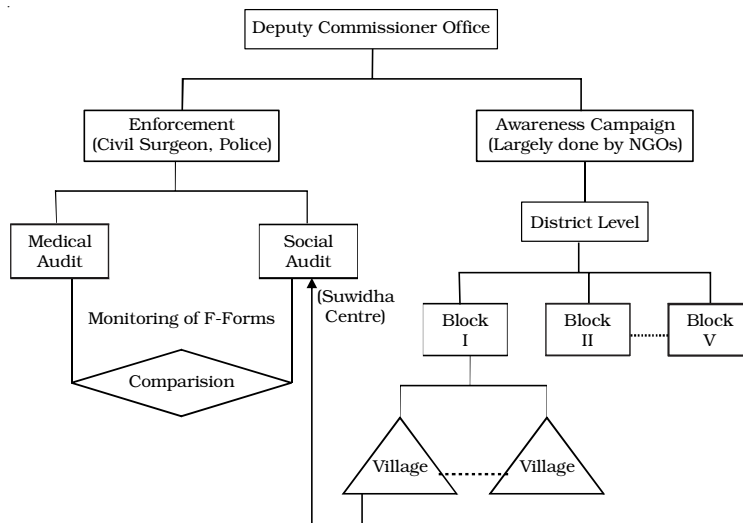 Deputy Commissioner Office
Enforcement
(Civil Surgeon, Police)
Awareness Campaign
(Largely done by NGOs)
Medical
Audit
Social
Audit
District Level
(Suwidha
Centre)
Monitoring of F-Forms
Block
I
Block
II
Block
V
Comparision
Village
Village